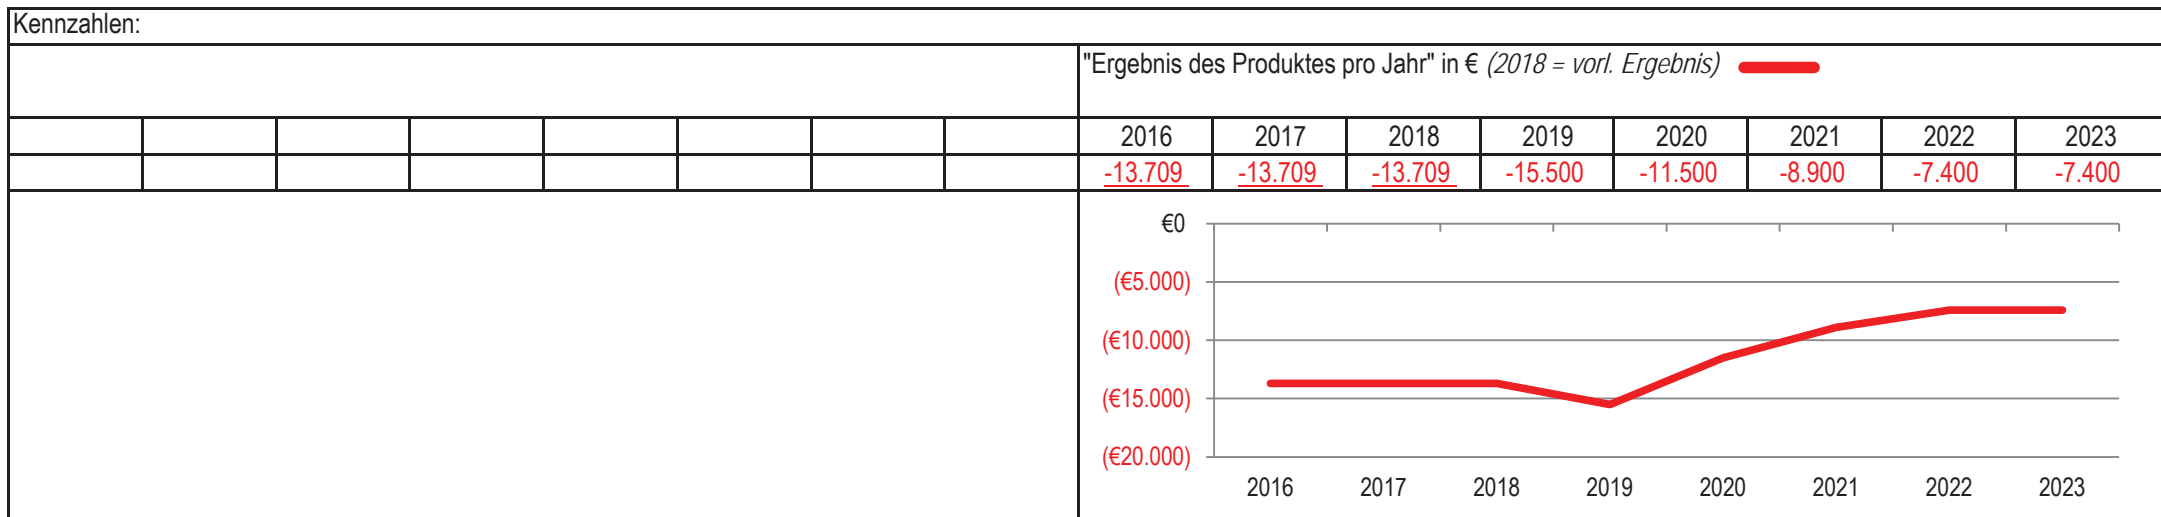 Kennzahlen:
"Ergebnis des Produktes pro Jahr" in € (2018 = vorl. Ergebnis)
2016 2017 2018 2019 2020 2021 2022 2023
-13.709 -13.709 -13.709 -15.500 -11.500 -8.900 -7.400 -7.400
€0
(€5.000)
(€10.000)
(€15.000)
(€20.000)
2016 2017 2018 2019 2020 2021 2022 2023